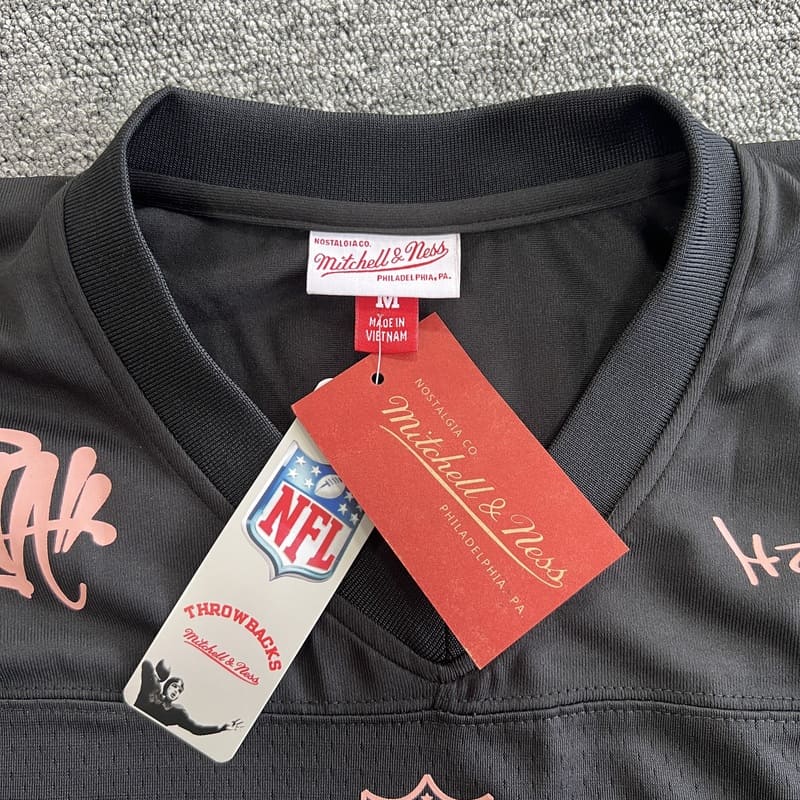 NOSTALGIA CO.
Mitchell & Ness
PHILADELPHIA, PA.
M
MADE IN
VIETNAM
NOSTALGIA CO.
Mitchell & Ness
PHILADELPHIA, PA.
NFL
THROWBACKS
Mitchell & Ness